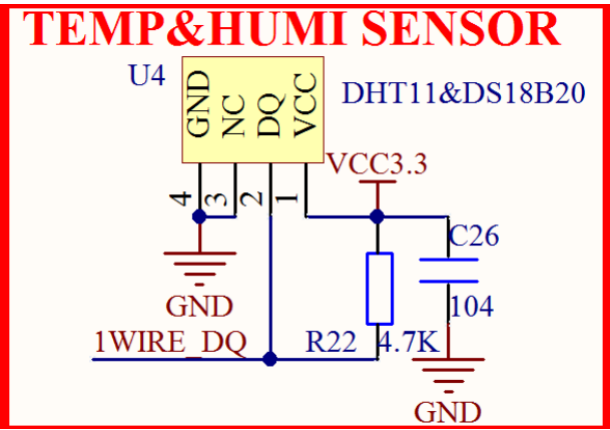 TEMP&HUMI SENSOR
U4
GND
NC
DQ
VCC
DHT11&DS18B20
4
3
2
1
VCC3.3
C26
104
GND
1WIRE_DQ
R22
4.7K
GND